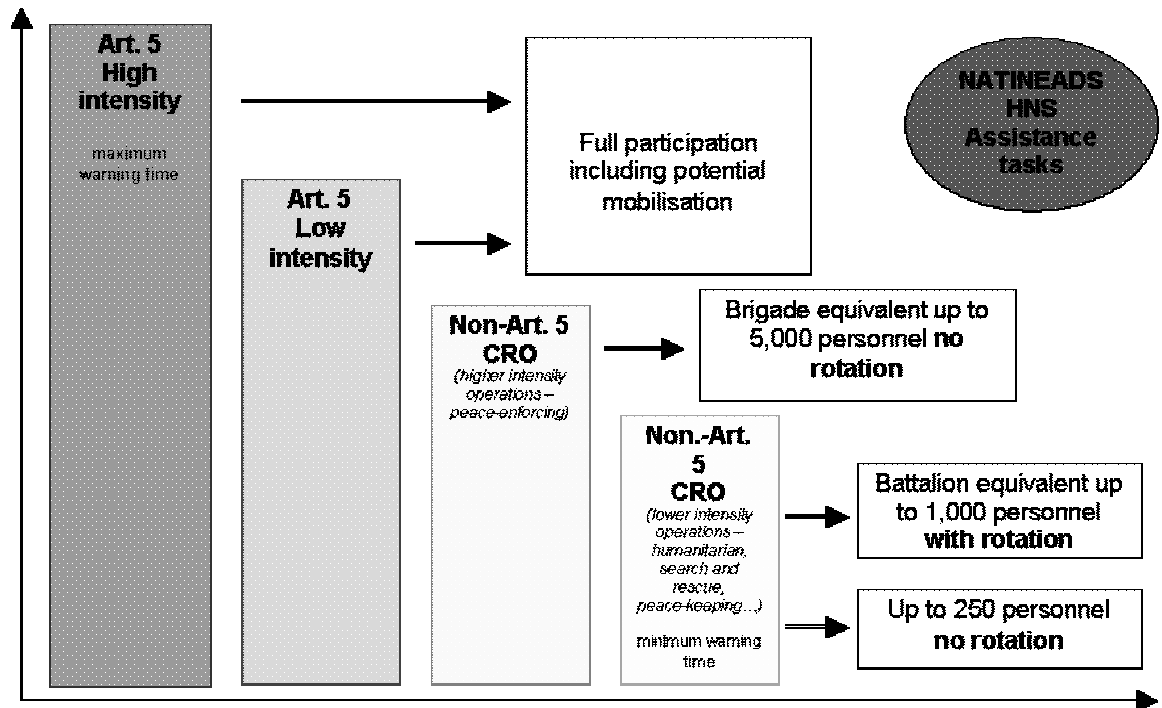 Art. 5
High
intensity
maximum
warning time
Art. 5
Low
intensity
Non-Art. 5
CRO
(higher intensity
operations –
peace-enforcing)
Non.-Art.
5
CRO
(lower intensity
operations –
humanitarian,
search and
rescue,
peace-keaping...)
minimum warning
time
Full participation
including potential
mobilisation
NATINEADS
HNS
Assistance
tasks
Brigade equivalent up to
5,000 personnel no
rotation
Battalion equivalent up
to 1,000 personnel
with rotation
Up to 250 personnel
no rotation